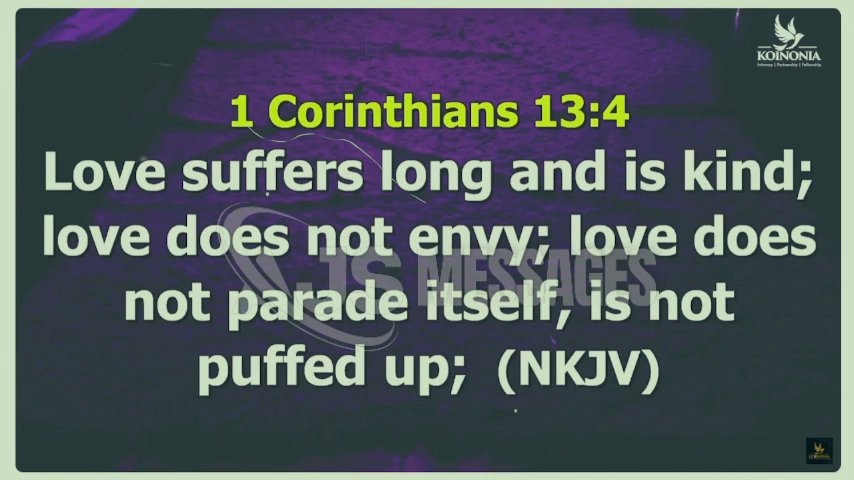 KOINONIA
Intimacy | Partnership | Fellowship
1 Corinthians 13:4
Love suffers long and is kind;
love does not envy; love does
not parade itself, is not
puffed up; (NKJV)
JS MESSAGES